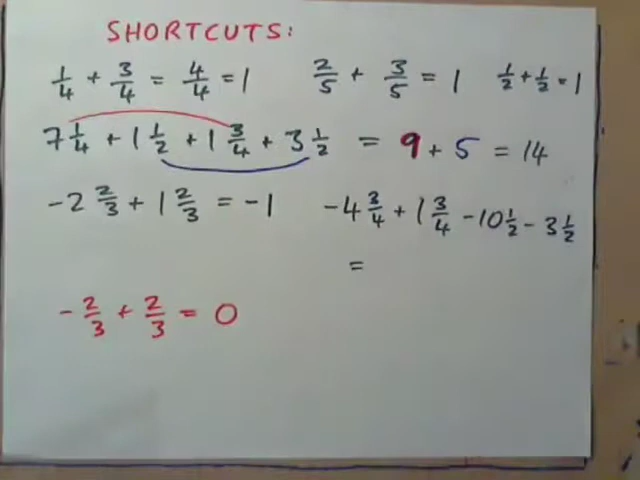 SHORTCUTS:
1/4 + 3/4 = 4/4 = 1   2/5 + 3/5 = 1   1/2 + 1/2 = 1
7 1/4 + 1 1/2 + 1 3/4 + 3 1/2 = 9 + 5 = 14
-2 2/3 + 1 2/3 = -1   -4 3/4 + 1 3/4 - 10 1/2 - 3 1/2
=
-2/3 + 2/3 = 0